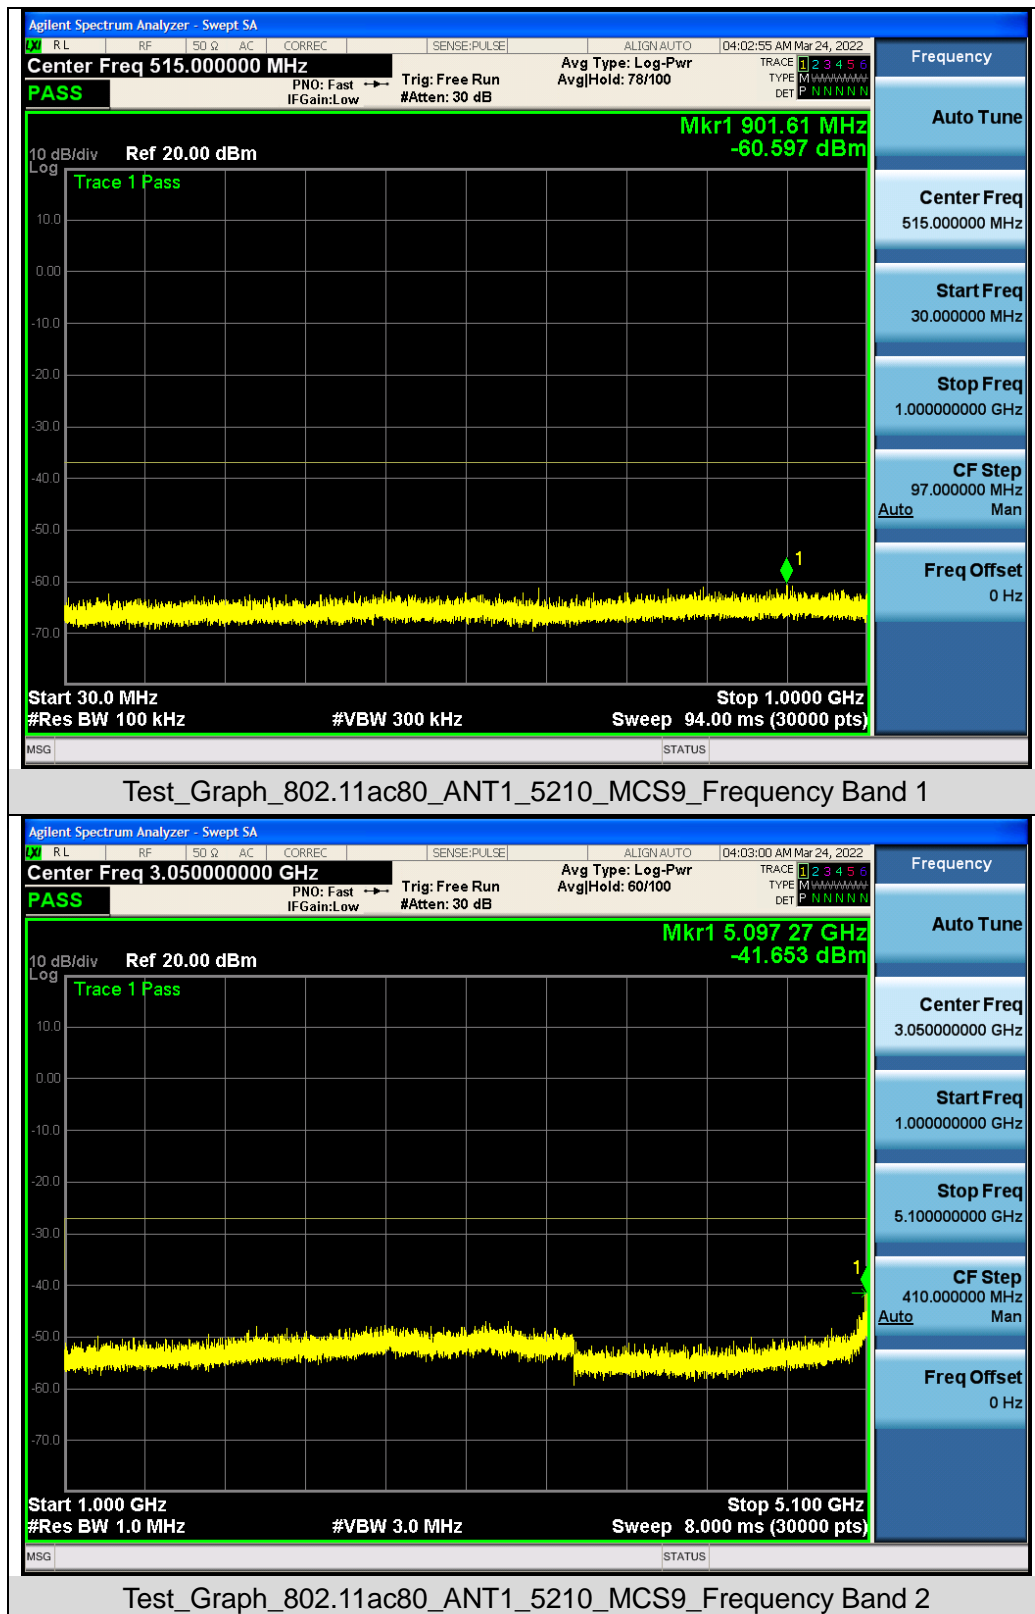 Agilent Spectrum Analyzer - Swept SA
LXI RL RF 50 Ω AC CORREC SENSE:PULSE ALIGN AUTO 04:02:55 AM Mar 24, 2022
Center Freq 515.000000 MHz
PASS
PNO: Fast
IFGain:Low
Trig: Free Run
#Atten: 30 dB
Avg Type: Log-Pwr
Avg|Hold: 78/100
TRACE 1 2 3 4 5 6
TYPE M WWWWW
DET P N N N N N
Mkr1 901.61 MHz
-60.597 dBm
10 dB/div Ref 20.00 dBm
Log
Trace 1 Pass
10.0
0.00
-10.0
-20.0
-30.0
-40.0
-50.0
-60.0
-70.0
1
Start 30.0 MHz Stop 1.0000 GHz
#Res BW 100 kHz #VBW 300 kHz Sweep 94.00 ms (30000 pts)
MSG STATUS
Frequency
Auto Tune
Center Freq
515.000000 MHz
Start Freq
30.000000 MHz
Stop Freq
1.000000000 GHz
CF Step
97.000000 MHz
Auto Man
Freq Offset
0 Hz
Test_Graph_802.11ac80_ANT1_5210_MCS9_Frequency Band 1
Agilent Spectrum Analyzer - Swept SA
LXI RL RF 50 Ω AC CORREC SENSE:PULSE ALIGN AUTO 04:03:00 AM Mar 24, 2022
Center Freq 3.050000000 GHz
PASS
PNO: Fast
IFGain:Low
Trig: Free Run
#Atten: 30 dB
Avg Type: Log-Pwr
Avg|Hold: 60/100
TRACE 1 2 3 4 5 6
TYPE M WWWWW
DET P N N N N N
Mkr1 5.097 27 GHz
-41.653 dBm
10 dB/div Ref 20.00 dBm
Log
Trace 1 Pass
10.0
0.00
-10.0
-20.0
-30.0
-40.0
-50.0
-60.0
-70.0
1
Start 1.000 GHz Stop 5.100 GHz
#Res BW 1.0 MHz #VBW 3.0 MHz Sweep 8.000 ms (30000 pts)
MSG STATUS
Frequency
Auto Tune
Center Freq
3.050000000 GHz
Start Freq
1.000000000 GHz
Stop Freq
5.100000000 GHz
CF Step
410.000000 MHz
Auto Man
Freq Offset
0 Hz
Test_Graph_802.11ac80_ANT1_5210_MCS9_Frequency Band 2